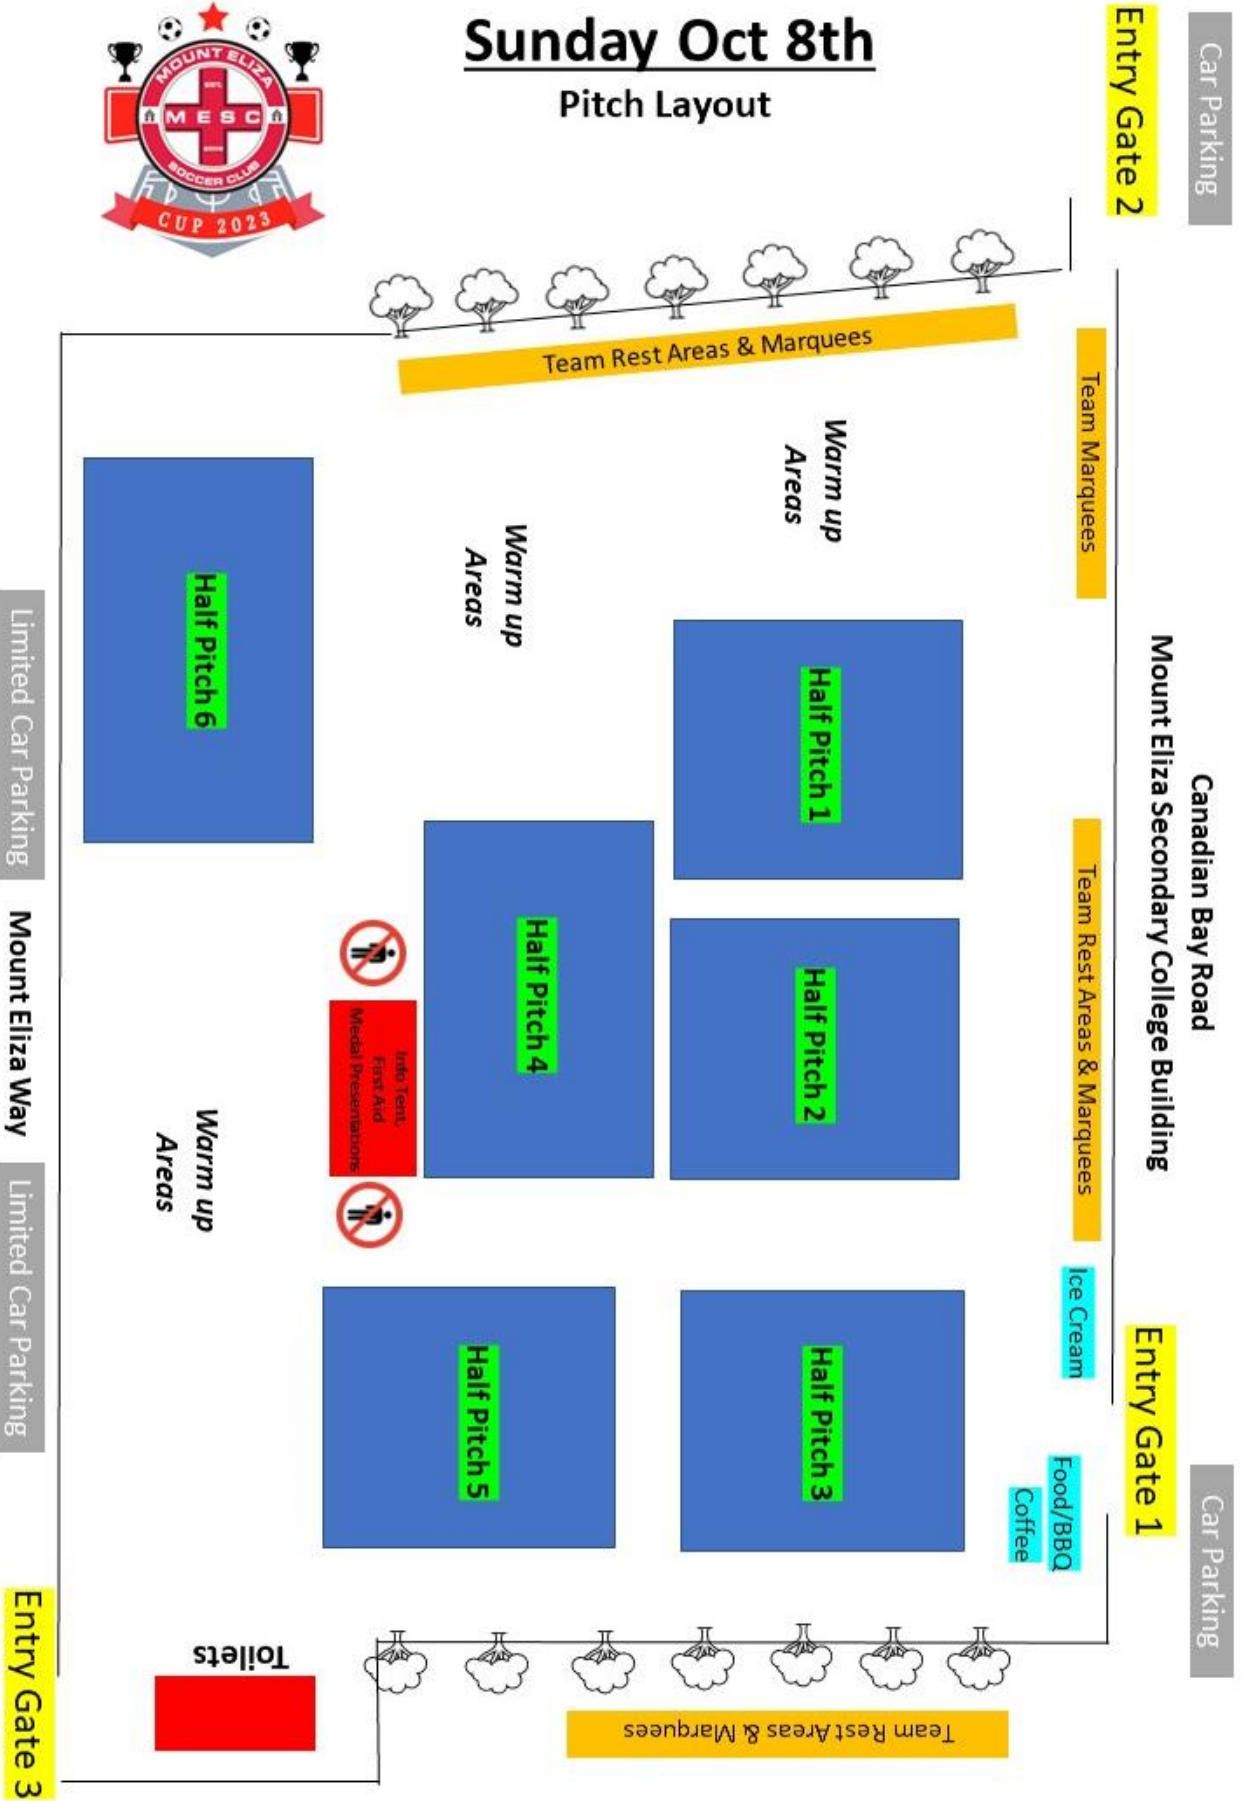 Sunday Oct 8th
Pitch Layout
MOUNT ELIZA
MESC
SOCCER CLUB
CUP 2023
Entry Gate 2
Car Parking
Team Rest Areas & Marquees
Team Marquees
Warm up
Areas
Warm up
Areas
Half Pitch 6
Half Pitch 1
Canadian Bay Road
Mount Eliza Secondary College Building
Limited Car Parking
Half Pitch 4
Half Pitch 2
Team Rest Areas & Marquees
Mount Eliza Way
Info Tent,
First Aid
Medal Presentations
Warm up
Areas
Limited Car Parking
Ice Cream
Half Pitch 5
Half Pitch 3
Entry Gate 1
Food/BBQ
Coffee
Car Parking
Entry Gate 3
Toilets
Team Rest Areas & Marquees